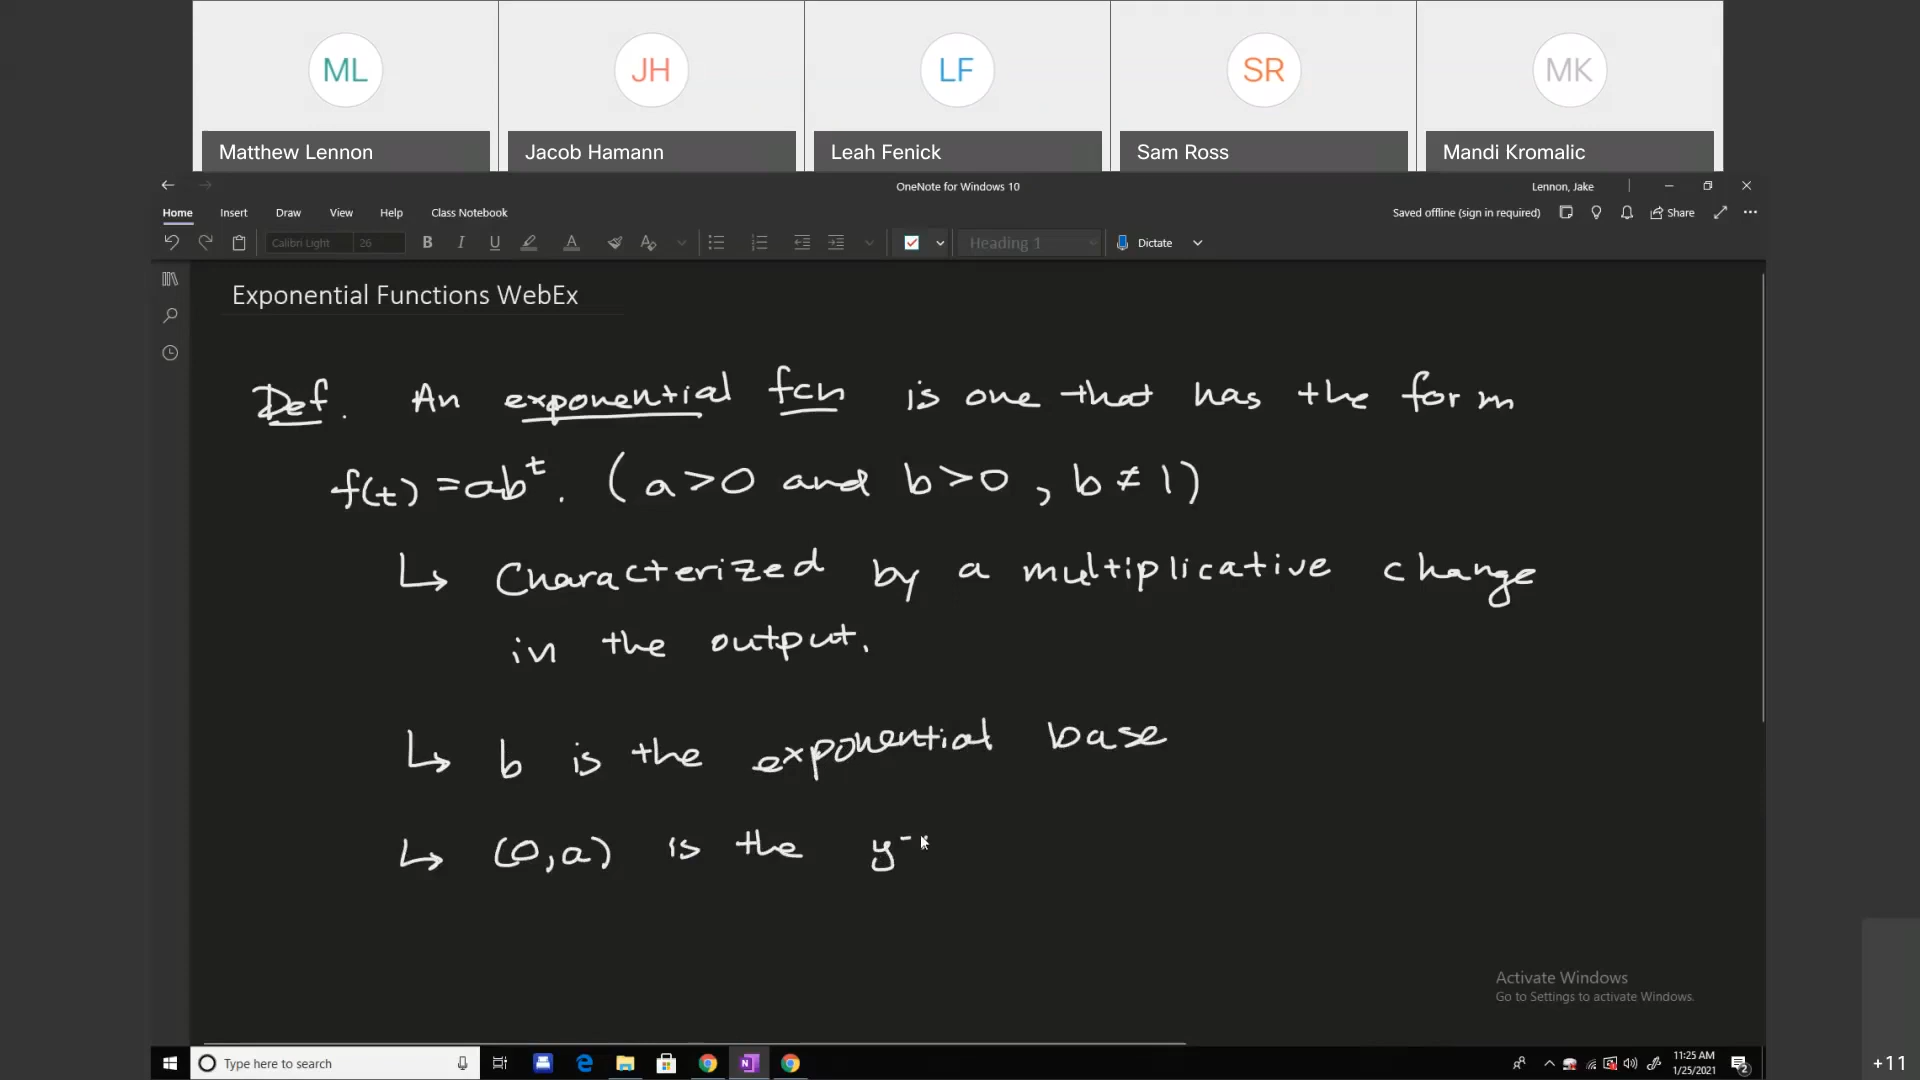 ML JH LF SR MK
Matthew Lennon Jacob Hamann Leah Fenick Sam Ross Mandi Kromalic
OneNote for Windows 10 Lennon, Jake
Home Insert Draw View Help Class Notebook Saved offline (sign in required) Share
Calibri Light 26 B I U A A Heading 1 Dictate
Exponential Functions WebEx
Def. An exponential fcn is one that has the form
f(t) = ab^t. (a>0 and b>0, b≠1)
↳ Characterized by a multiplicative change
in the output.
↳ b is the exponential base
↳ (0,a) is the y-
Activate Windows
Go to Settings to activate Windows.
Type here to search 11:25 AM
1/25/2021 2
+11